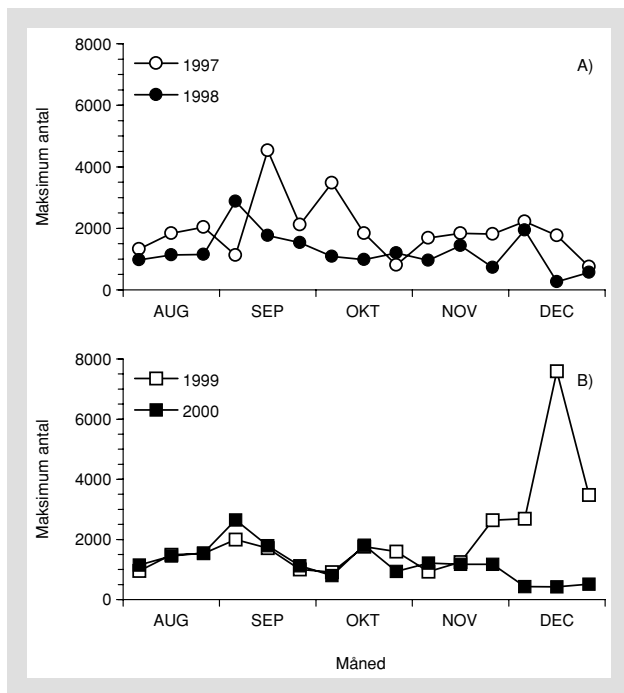 8000
6000
4000
2000
0
Maksimum antal
1997
1998
A)
AUG SEP OKT NOV DEC
8000
6000
4000
2000
0
Maksimum antal
1999
2000
B)
AUG SEP OKT NOV DEC
Måned